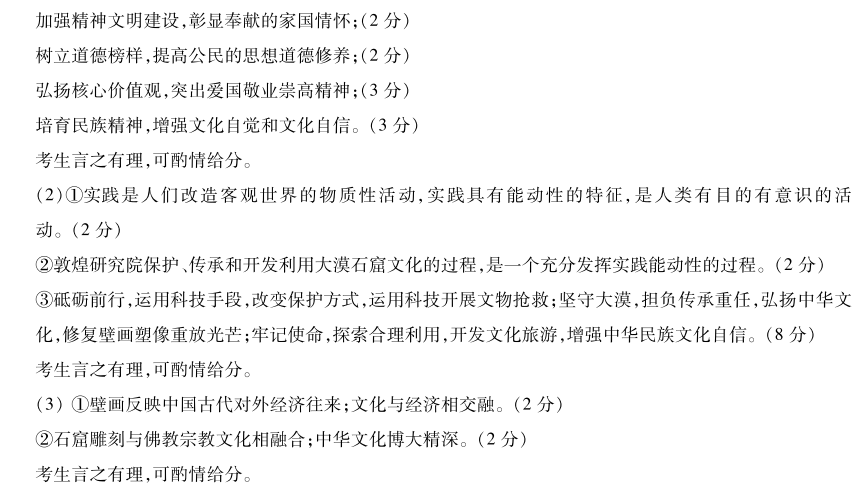 加强精神文明建设,彰显奉献的家国情怀;(2 分)
树立道德榜样,提高公民的思想道德修养;(2 分)
弘扬核心价值观,突出爱国敬业崇高精神;(3 分)
培育民族精神,增强文化自觉和文化自信。(3 分)
考生言之有理,可酌情给分。
(2)①实践是人们改造客观世界的物质性活动,实践具有能动性的特征,是人类有目的有意识的活
动。(2 分)
②敦煌研究院保护、传承和开发利用大漠石窟文化的过程,是一个充分发挥实践能动性的过程。(2 分)
③砥砺前行,运用科技手段,改变保护方式,运用科技开展文物抢救;坚守大漠,担负传承重任,弘扬中华文
化,修复壁画塑像重放光芒;牢记使命,探索合理利用,开发文化旅游,增强中华民族文化自信。(8 分)
考生言之有理,可酌情给分。
(3) ①壁画反映中国古代对外经济往来;文化与经济相交融。(2 分)
②石窟雕刻与佛教宗教文化相融合;中华文化博大精深。(2 分)
考生言之有理,可酌情给分。